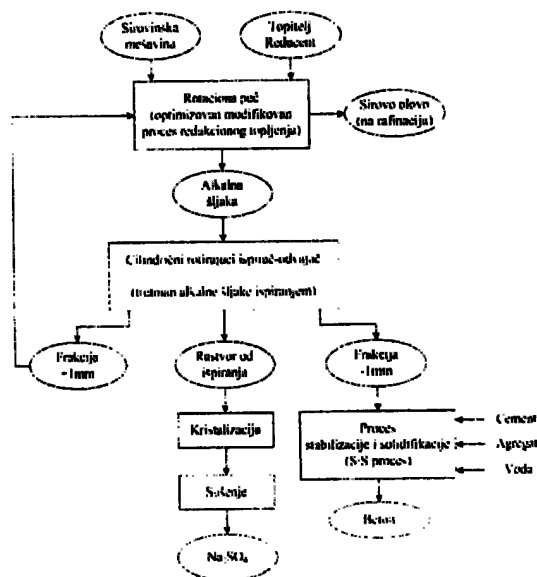 Sirovinska
mešavina
Topitelj
Reducent
Rotaciona peć
(optimizovan modifikovan
proces redukcionog topljenja)
Sirovo olovo
(na rafinaciju)
Alkalna
šljaka
Cilindrični rotirajući ispirač-odvajač
(tretman alkalne šljake ispiranjem)
Frakcija
+1mm
Rastvor od
ispiranja
Frakcija
-1mm
Kristalizacija
Proces
stabilizacije i solidifikacije
(S/S proces)
Cement
Agregat
Voda
Sušenje
Beton
Na₂SO₄